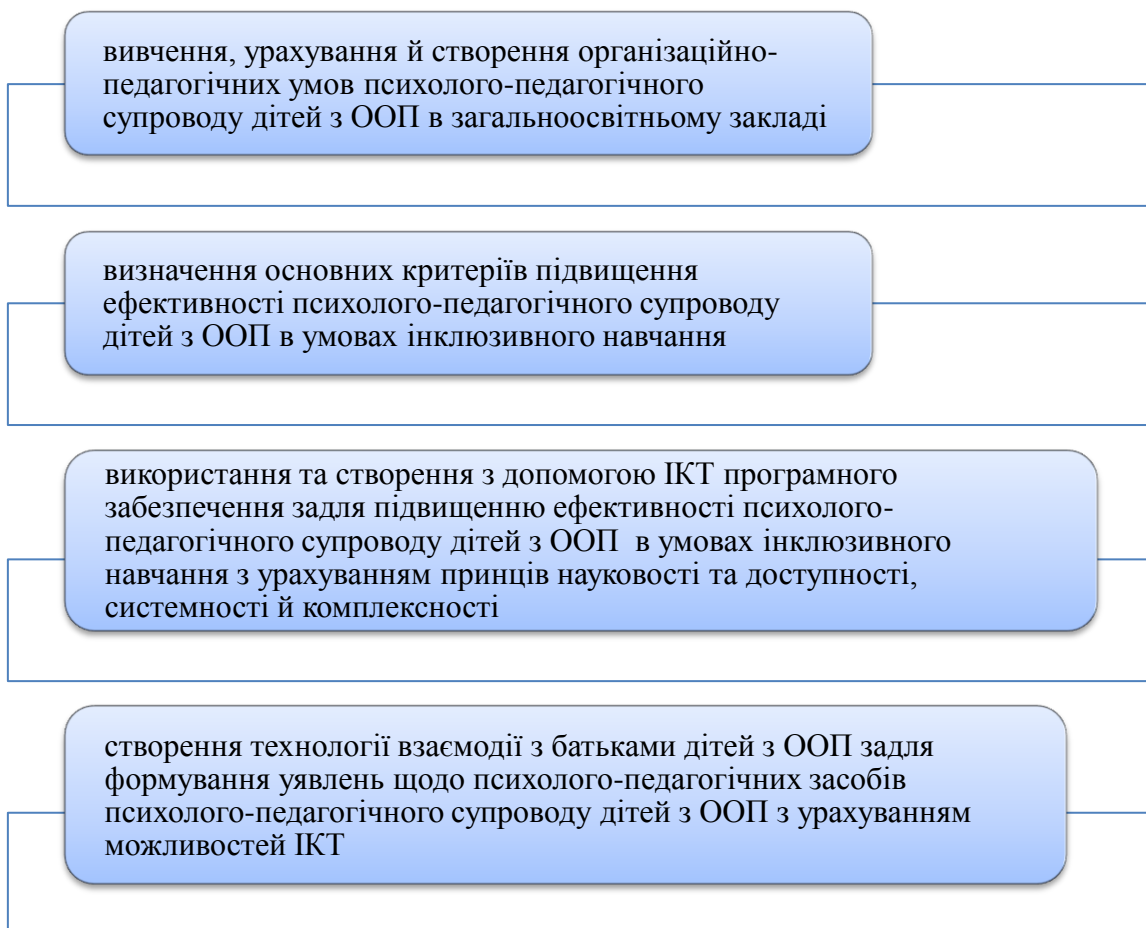 вивчення, урахування й створення організаційно-
педагогічних умов психолого-педагогічного
супроводу дітей з ООП в загальноосвітньому закладі
визначення основних критеріїв підвищення
ефективності психолого-педагогічного супроводу
дітей з ООП в умовах інклюзивного навчання
використання та створення з допомогою ІКТ програмного
забезпечення задля підвищенню ефективності психолого-
педагогічного супроводу дітей з ООП в умовах інклюзивного
навчання з урахуванням принців науковості та доступності,
системності й комплексності
створення технології взаємодії з батьками дітей з ООП задля
формування уявлень щодо психолого-педагогічних засобів
психолого-педагогічного супроводу дітей з ООП з урахуванням
можливостей ІКТ